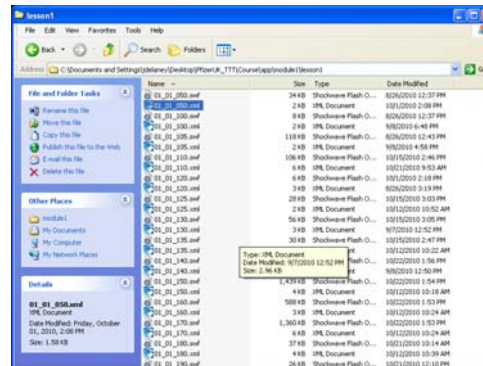 lesson1
File Edit View Favorites Tools Help
Back Search Folders
Address C:\Documents and Settings\jdelaney\Desktop\PfizerUK_TTT\Course\app\module1\lesson1
Name Size Type Date Modified
File and Folder Tasks
Rename this file
Move this file
Copy this file
Publish this file to the Web
E-mail this file
Delete this file
Other Places
module1
My Documents
My Computer
My Network Places
Details
01_01_050.xml
XML Document
Date Modified: Friday, October
01, 2010, 2:08 PM
Size: 1.58 KB
01_01_050.swf 34 KB Shockwave Flash O... 8/26/2010 12:37 PM
01_01_050.xml 2 KB XML Document 10/1/2010 2:08 PM
01_01_100.swf 8 KB Shockwave Flash O... 8/26/2010 12:37 PM
01_01_100.xml 2 KB XML Document 9/8/2010 6:48 PM
01_01_105.swf 118 KB Shockwave Flash O... 8/26/2010 12:43 PM
01_01_105.xml 2 KB XML Document 9/8/2010 4:58 PM
01_01_110.swf 106 KB Shockwave Flash O... 10/15/2010 2:46 PM
01_01_110.xml 6 KB XML Document 10/21/2010 9:53 AM
01_01_120.swf 6 KB Shockwave Flash O... 10/1/2010 2:18 PM
01_01_120.xml 3 KB XML Document 8/26/2010 3:19 PM
01_01_125.swf 28 KB Shockwave Flash O... 10/15/2010 3:03 PM
01_01_125.xml 2 KB XML Document 10/12/2010 10:52 AM
01_01_130.swf 56 KB Shockwave Flash O... 10/15/2010 3:05 PM
01_01_130.xml 3 KB XML Document 9/7/2010 12:52 PM
01_01_135.swf 30 KB Shockwave Flash O... 10/15/2010 2:47 PM
01_01_135.xml 10/12/2010 10:22 AM
01_01_140.swf 10/22/2010 1:56 PM
01_01_140.xml 9/8/2010 12:50 PM
Type: XML Document
Date Modified: 9/7/2010 12:52 PM
Size: 2.96 KB
01_01_150.swf 1,439 KB Shockwave Flash O... 10/22/2010 1:54 PM
01_01_150.xml 4 KB XML Document 10/12/2010 10:18 AM
01_01_160.swf 588 KB Shockwave Flash O... 10/22/2010 1:53 PM
01_01_160.xml 3 KB XML Document 10/12/2010 10:24 AM
01_01_170.swf 1,360 KB Shockwave Flash O... 10/22/2010 1:53 PM
01_01_170.xml 6 KB XML Document 10/12/2010 10:24 AM
01_01_180.swf 37 KB Shockwave Flash O... 10/21/2010 10:14 AM
01_01_180.xml 4 KB XML Document 10/12/2010 10:39 AM
01_01_190.swf 26 KB Shockwave Flash O... 10/21/2010 12:10 PM